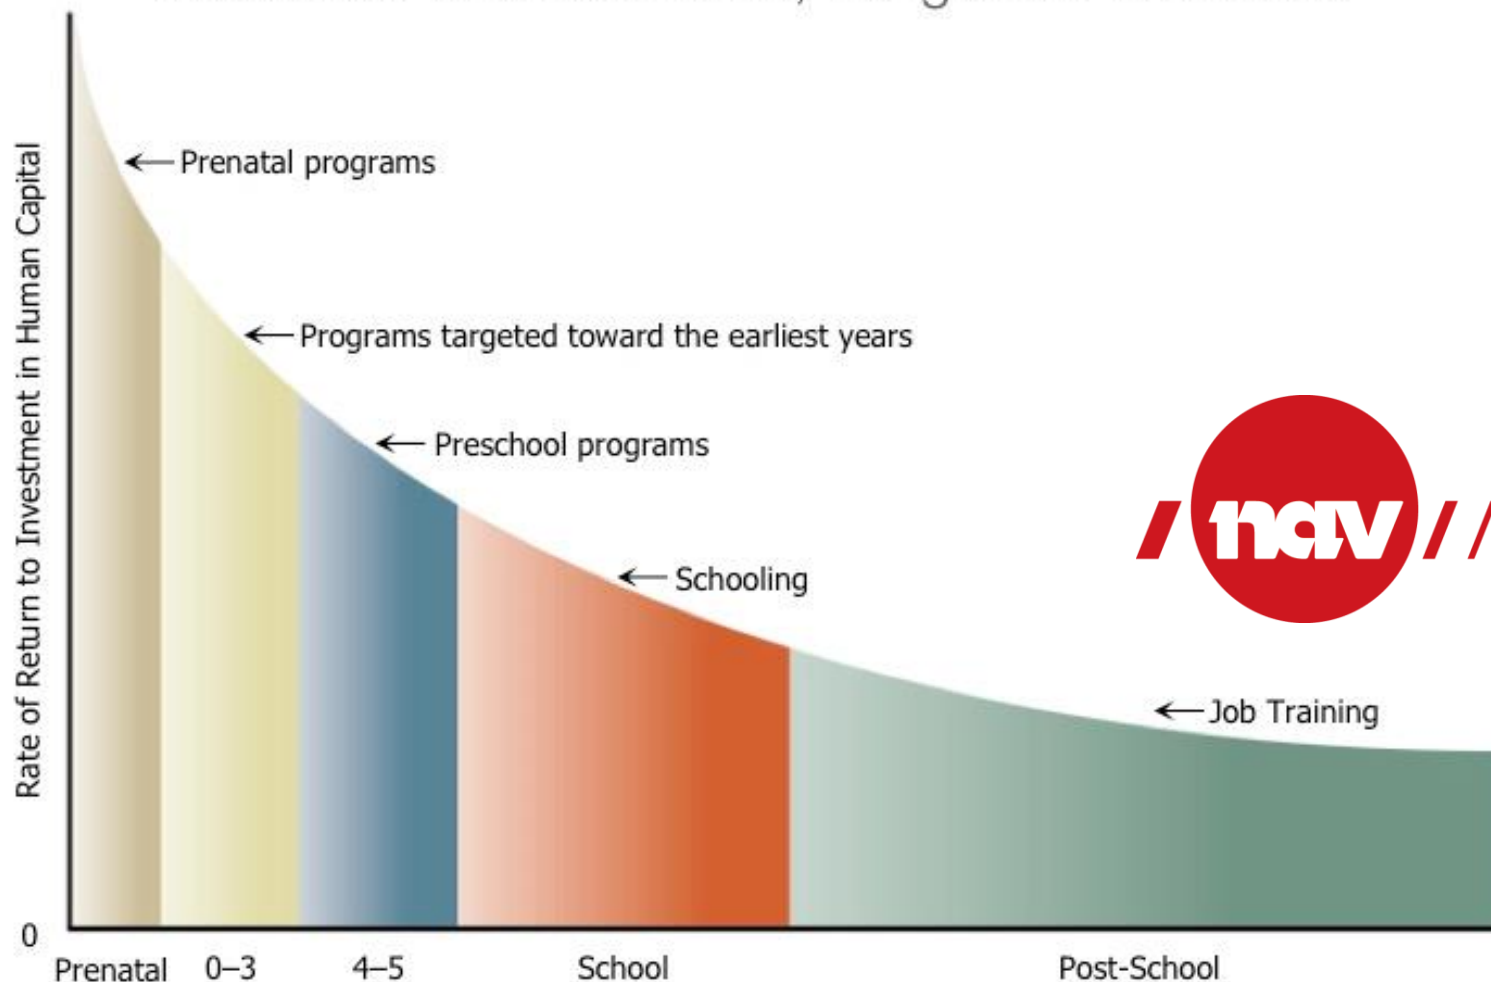 Prenatal programs
Programs targeted toward the earliest years
Preschool programs
nav
Schooling
Job Training
Rate of Return to Investment in Human Capital
0
Prenatal 0–3 4–5 School Post-School